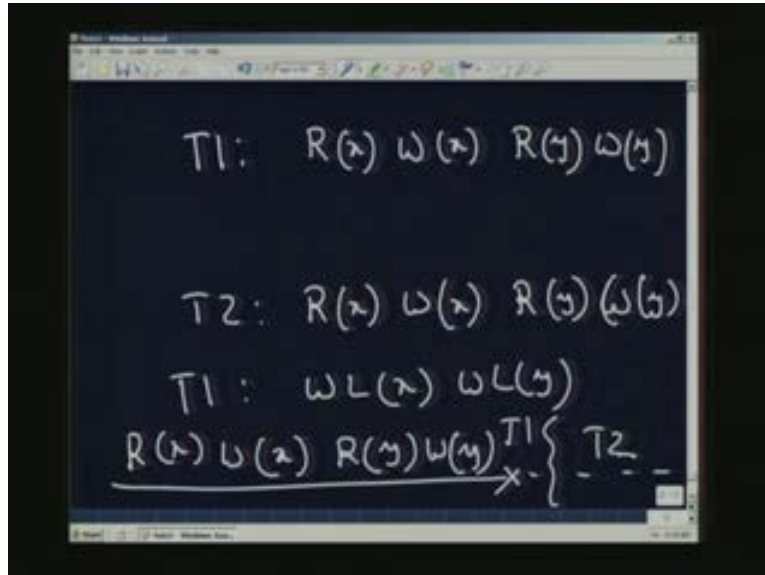 T1: R(x) W(x) R(y) W(y)
T2: R(x) W(x) R(y) W(y)
T1: WL(x) WL(y)
R(x) W(x) R(y) W(y) T1 { T2